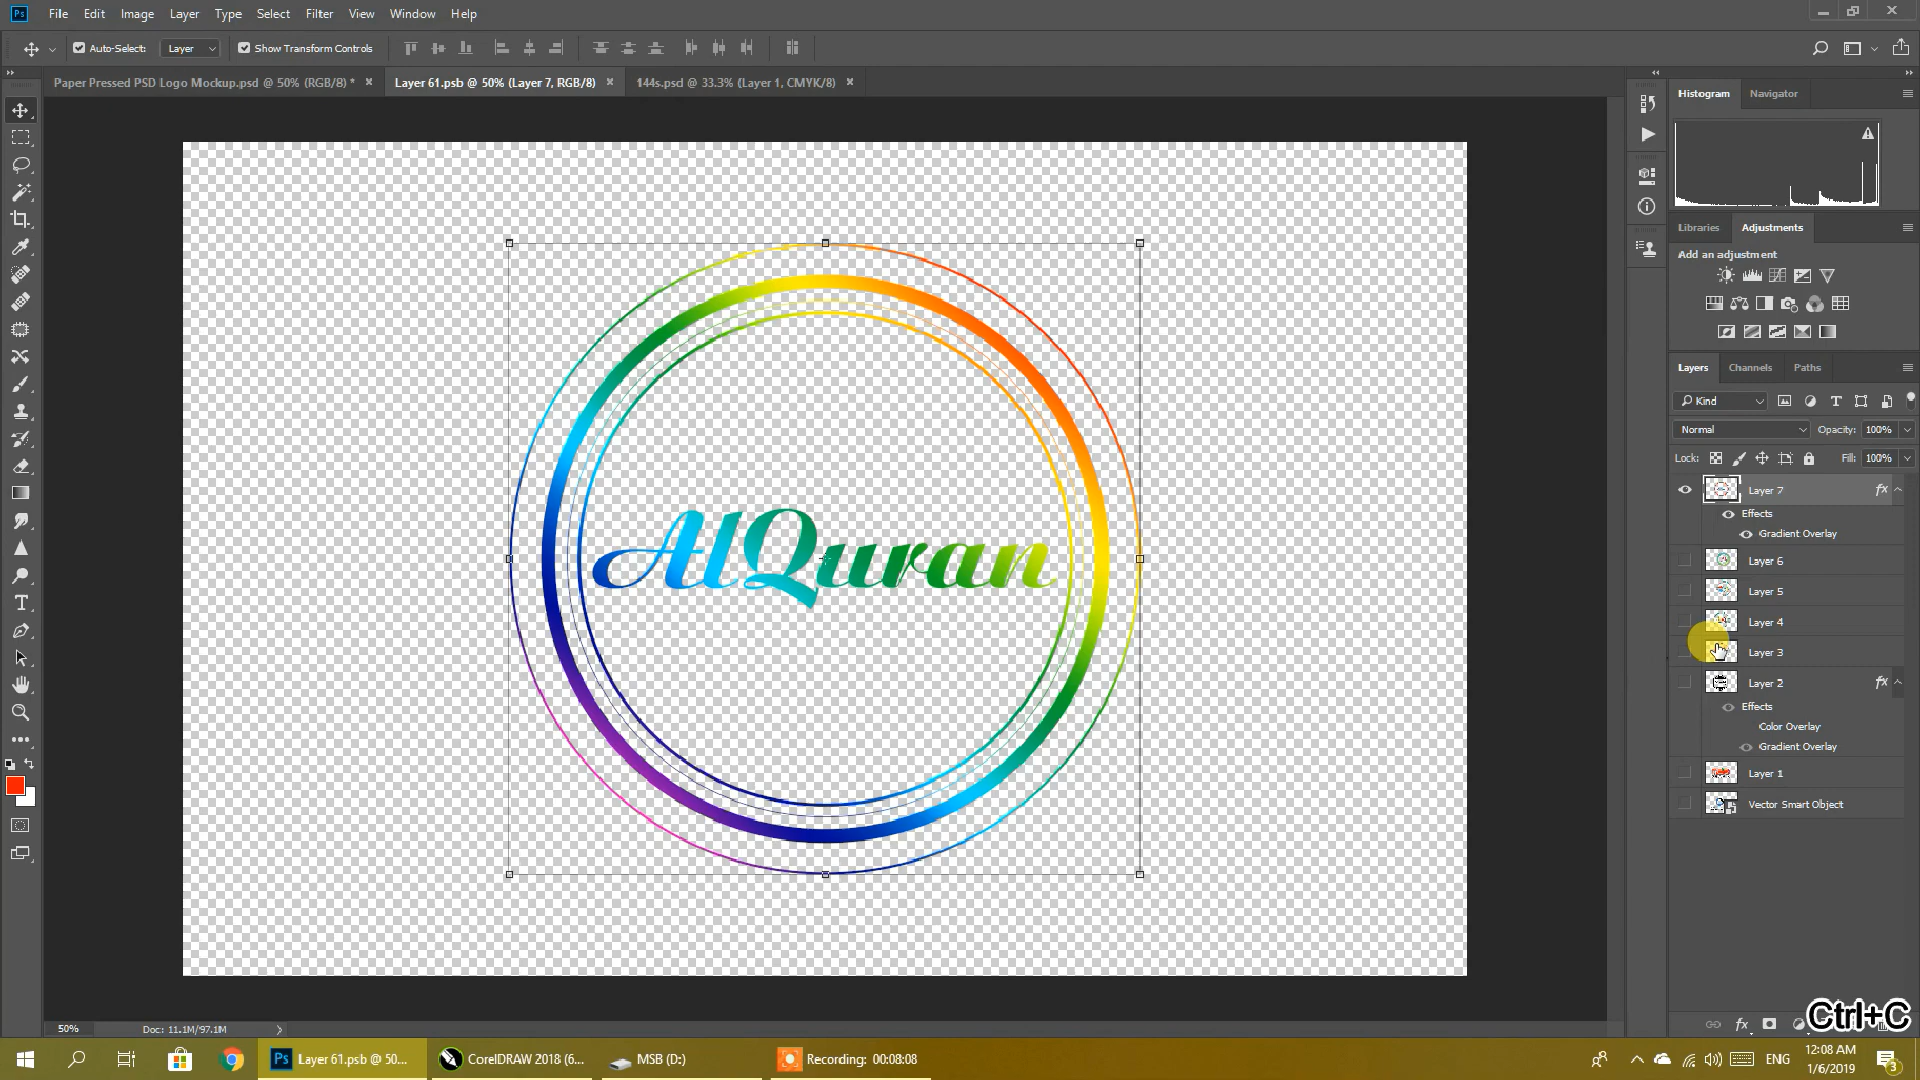 Ps File Edit Image Layer Type Select Filter View Window Help
Auto-Select: Layer Show Transform Controls
Paper Pressed PSD Logo Mockup.psd @ 50% (RGB/8) * Layer 61.psb @ 50% (Layer 7, RGB/8) 144s.psd @ 33.3% (Layer 1, CMYK/8)
Histogram Navigator
Libraries Adjustments
Add an adjustment
Layers Channels Paths
Kind
Normal Opacity: 100%
Lock: Fill: 100%
Layer 7 fx
Effects
Gradient Overlay
Layer 6
Layer 5
Layer 4
Layer 3
Layer 2 fx
Effects
Color Overlay
Gradient Overlay
Layer 1
Vector Smart Object
AlQuran
Ctrl+C
50% Doc: 11.1M/97.1M
Ps Layer 61.psb @ 50... CorelDRAW 2018 (6... MSB (D:) Recording: 00:08:08
ENG
12:08 AM
1/6/2019
3